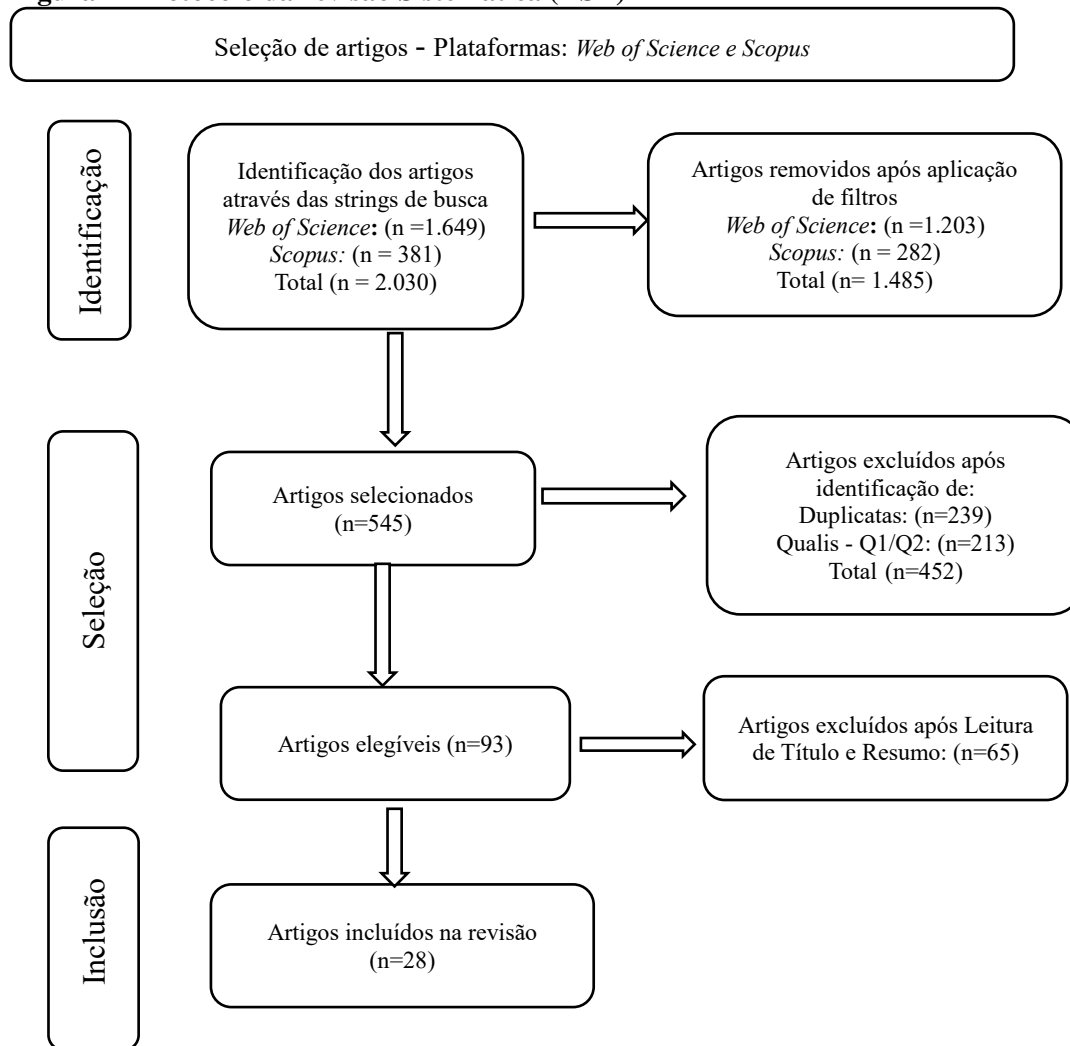 Seleção de artigos - Plataformas: Web of Science e Scopus
Identificação
Identificação dos artigos
através das strings de busca
Web of Science: (n =1.649)
Scopus: (n = 381)
Total (n = 2.030)
Artigos removidos após aplicação
de filtros
Web of Science: (n =1.203)
Scopus: (n = 282)
Total (n= 1.485)
Seleção
Artigos selecionados
(n=545)
Artigos excluídos após
identificação de:
Duplicatas: (n=239)
Qualis - Q1/Q2: (n=213)
Total (n=452)
Artigos elegíveis (n=93)
Artigos excluídos após Leitura
de Título e Resumo: (n=65)
Inclusão
Artigos incluídos na revisão
(n=28)